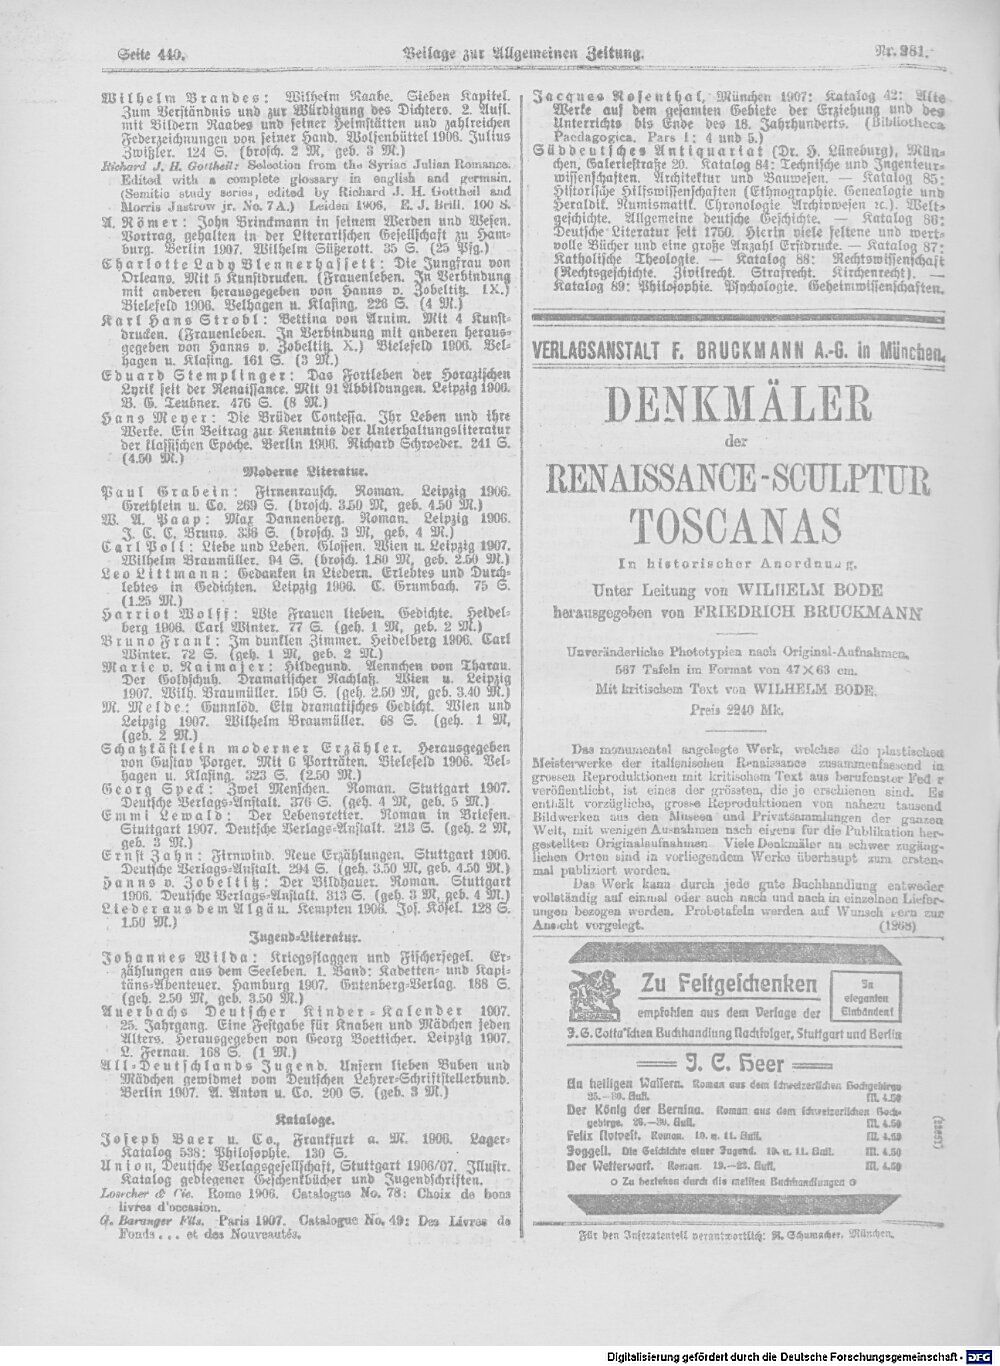 Seite 440.
Beilage zur Allgemeinen Zeitung.
Nr. 281.
Wilhelm Brandes: Wilhelm Raabe. Sieben Kapitel.
Zum Verständnis und zur Würdigung des Dichters. 2. Aufl.
mit Bildern Raabes und seiner Heimstätten und zahlreichen
Federzeichnungen von seiner Hand. Wolfenbüttel 1906. Julius
Zwißler. 124 S. (brosch. 2 M., geb. 3 M.)
Richard J. H. Gottheil: Selection from the Syriac Julian Romance.
Edited with a complete glossary in english and german.
(Semitic study series, edited by Richard J. H. Gottheil and
Morris Jastrow jr. No. 7A.) Leiden 1906. E. J. Brill. 100 S.
A. Römer: John Brinckmann in seinem Werden und Wesen.
Vortrag, gehalten in der Literarischen Gesellschaft zu Ham-
burg. Berlin 1907. Wilhelm Süßerott. 35 S. (25 Pfg.)
Charlotte Lady Blennerhassett: Die Jungfrau von
Orleans. Mit 5 Kunstdrucken. (Frauenleben. In Verbindung
mit anderen herausgegeben von Hanns v. Zobeltitz. IX.)
Bielefeld 1906. Velhagen u. Klasing. 226 S. (4 M.)
Karl Hans Strobl: Bettina von Arnim. Mit 4 Kunst-
drucken. (Frauenleben. In Verbindung mit anderen heraus-
gegeben von Hanns v. Zobeltitz. X.) Bielefeld 1906. Vel-
hagen u. Klasing. 161 S. (3 M.)
Eduard Stemplinger: Das Fortleben der Horazischen
Lyrik seit der Renaissance. Mit 91 Abbildungen. Leipzig 1906.
B. G. Teubner. 476 S. (8 M.)
Hans Meyer: Die Brüder Contessa. Ihr Leben und ihre
Werke. Ein Beitrag zur Kenntnis der Unterhaltungsliteratur
der klassischen Epoche. Berlin 1906. Richard Schroeder. 241 S.
(4.50 M.)
Moderne Literatur.
Paul Grabein: Firnenrausch. Roman. Leipzig 1906.
Grethlein u. Co. 269 S. (brosch. 3.50 M., geb. 4.50 M.)
W. A. Paap: Max Dannenberg. Roman. Leipzig 1906.
J. C. C. Bruns. 336 S. (brosch. 3 M., geb. 4 M.)
Carl Poll: Liebe und Leben. Glossen. Wien u. Leipzig 1907.
Wilhelm Braumüller. 94 S. (brosch. 1.80 M., geb. 2.50 M.)
Leo Littmann: Gedanken in Liedern. Erlebtes und Durch-
lebtes in Gedichten. Leipzig 1906. C. Grumbach. 75 S.
(1.25 M.)
Harriot Wolff: Wie Frauen lieben. Gedichte. Heidel-
berg 1906. Carl Winter. 77 S. (geh. 1 M., geb. 2 M.)
Bruno Frank: Im dunklen Zimmer. Heidelberg 1906. Carl
Winter. 72 S. (geh. 1 M., geb. 2 M.)
Marie v. Najmajer: Hildegund. Aennchen von Tharau.
Der Goldschuh. Dramatischer Nachlaß. Wien u. Leipzig
1907. Wilh. Braumüller. 150 S. (geh. 2.50 M., geb. 3.40 M.)
M. Melde: Gunnlöd. Ein dramatisches Gedicht. Wien und
Leipzig 1907. Wilhelm Braumüller. 68 S. (geh. 1 M,
(geb. 2 M.)
Schatzkästlein moderner Erzähler. Herausgegeben
von Gustav Porger. Mit 6 Porträten. Bielefeld 1906. Vel-
hagen u. Klasing. 323 S. (2.50 M.)
Georg Speck: Zwei Menschen. Roman. Stuttgart 1907.
Deutsche Verlags-Anstalt. 376 S. (geh. 4 M, geb. 5 M.)
Emmi Lewald: Der Lebensretter. Roman in Briefen.
Stuttgart 1907. Deutsche Verlags-Anstalt. 213 S. (geh. 2 M,
geb. 3 M.)
Ernst Zahn: Firnwind. Neue Erzählungen. Stuttgart 1906.
Deutsche Verlags-Anstalt. 294 S. (geh. 3.50 M, geb. 4.50 M.)
Hanns v. Zobeltitz: Der Bildhauer. Roman. Stuttgart
1906. Deutsche Verlags-Anstalt. 313 S. (geh. 3 M, geb. 4 M.)
Lieder aus dem Algäu. Kempten 1906. Jos. Kösel. 128 S.
1.50 M.)
Jugend-Literatur.
Johannes Wilda: Kriegsflaggen und Fischersegel. Er-
zählungen aus dem Seeleben. 1. Band: Kadetten- und Kapi-
täns-Abenteuer. Hamburg 1907. Gutenberg-Verlag. 188 S.
(geh. 2.50 M, geb. 3.50 M.)
Auerbachs Deutscher Kinder-Kalender 1907.
25. Jahrgang. Eine Festgabe für Knaben und Mädchen jeden
Alters. Herausgegeben von Georg Boetticher. Leipzig 1907.
L. Fernau. 168 S. (1 M.)
All-Deutschlands Jugend. Unsern lieben Buben und
Mädchen gewidmet vom Deutschen Lehrer-Schriftstellerbund.
Berlin 1907. A. Anton u. Co. 200 S. (geb. 3 M.)
Kataloge.
Joseph Baer u. Co., Frankfurt a. M. 1906. Lager-
Katalog 538: Philosophie. 130 S.
Union, Deutsche Verlagsgesellschaft, Stuttgart 1906/07. Illustr.
Katalog gediegener Geschenkbücher und Jugendschriften.
Loescher & Cie. Rome 1906. Catalogue No. 78: Choix de bons
livres d'occasion.
G. Baranger Fils. Paris 1907. Catalogue No. 49: Des Livres de
Fonds... et des Nouveautés.
Jacques Rosenthal, München 1907: Katalog 42: Alte
Werke auf dem gesamten Gebiete der Erziehung und des
Unterrichts bis Ende des 18. Jahrhunderts. (Bibliotheca
Paedagogica. Pars 1: 4 und 5.)
Süddeutsches Antiquariat (Dr. H. Lüneburg), Mün-
chen, Galeriestraße 20. Katalog 84: Technische und Ingenieur-
wissenschaften. Architektur und Bauwesen. — Katalog 85:
Historische Hilfswissenschaften (Ethnographie. Genealogie und
Heraldik. Numismatik. Chronologie Archivwesen ꝛc.). Welt-
geschichte. Allgemeine deutsche Geschichte. — Katalog 86:
Deutsche Literatur seit 1750. Hierin viele seltene und wert-
volle Bücher und eine große Anzahl Erstdrucke. — Katalog 87:
Katholische Theologie. — Katalog 88: Rechtswissenschaft
(Rechtsgeschichte. Zivilrecht. Strafrecht. Kirchenrecht). —
Katalog 89: Philosophie. Psychologie. Geheimwissenschaften.
VERLAGSANSTALT F. BRUCKMANN A.-G. in München.
DENKMÄLER
der
RENAISSANCE-SCULPTUR
TOSCANAS
In historischer Anordnung.
Unter Leitung von WILHELM BODE
herausgegeben von FRIEDRICH BRUCKMANN
Unveränderliche Phototypien nach Original-Aufnahmen.
567 Tafeln im Format von 47×63 cm.
Mit kritischem Text von WILHELM BODE.
Preis 2240 Mk.
Das monumental angelegte Werk, welches die plastischen
Meisterwerke der italienischen Renaissance zusammenfassend in
grossen Reproduktionen mit kritischem Text aus berufenster Fed r
veröffentlicht, ist eines der grössten, die je erschienen sind. Es
enthält vorzügliche, grosse Reproduktionen von nahezu tausend
Bildwerken aus den Museen und Privatsammlungen der ganzen
Welt, mit wenigen Ausnahmen nach eigens für die Publikation her-
gestellten Originalaufnahmen. Viele Denkmäler an schwer zugäng-
lichen Orten sind in vorliegendem Werke überhaupt zum ersten-
mal publiziert worden.
Das Werk kann durch jede gute Buchhandlung entweder
vollständig auf einmal oder auch nach und nach in einzelnen Liefer-
ungen bezogen werden. Probetafeln werden auf Wunsch gern zur
Ansicht vorgelegt. (1268)
Zu Festgeschenken
empfohlen aus dem Verlage der
In
eleganten
Einbänden!
J. G. Cotta'schen Buchhandlung Nachfolger, Stuttgart und Berlin
J. C. Heer
An heiligen Wassern. Roman aus dem schweizerischen Hochgebirge
25.–30. Aufl. M. 4.50
Der König der Bernina. Roman aus dem schweizerischen Hoch-
gebirge. 26.–30. Aufl. M. 4.50
Felix Notvest. Roman. 10. u. 11. Aufl. M. 4.50
Joggeli. Die Geschichte einer Jugend. 10. u. 11. Aufl. M. 4.50
Der Wetterwart. Roman. 19.–23. Aufl. M. 4.50
o Zu beziehen durch die meisten Buchhandlungen o
Für den Inseratenteil verantwortlich: R. Schumacher, München.
Digitalisierung gefördert durch die Deutsche Forschungsgemeinschaft - DFG